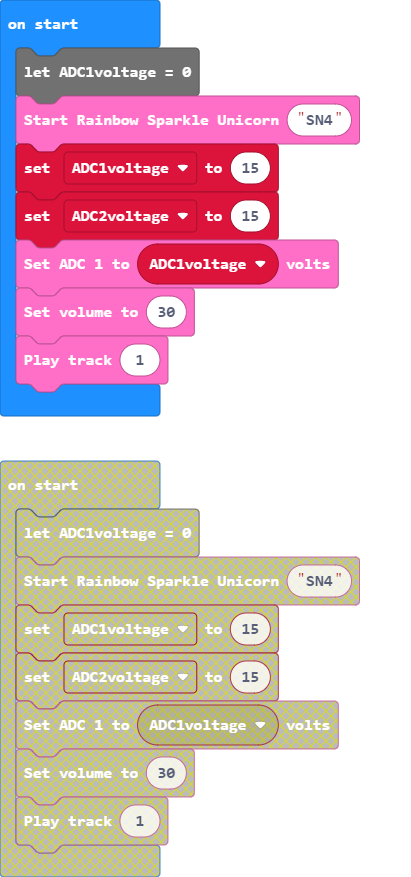 on start
let ADC1voltage = 0
Start Rainbow Sparkle Unicorn "SN4"
set ADC1voltage to 15
set ADC2voltage to 15
Set ADC 1 to ADC1voltage volts
Set volume to 30
Play track 1
on start
let ADC1voltage = 0
Start Rainbow Sparkle Unicorn "SN4"
set ADC1voltage to 15
set ADC2voltage to 15
Set ADC 1 to ADC1voltage volts
Set volume to 30
Play track 1